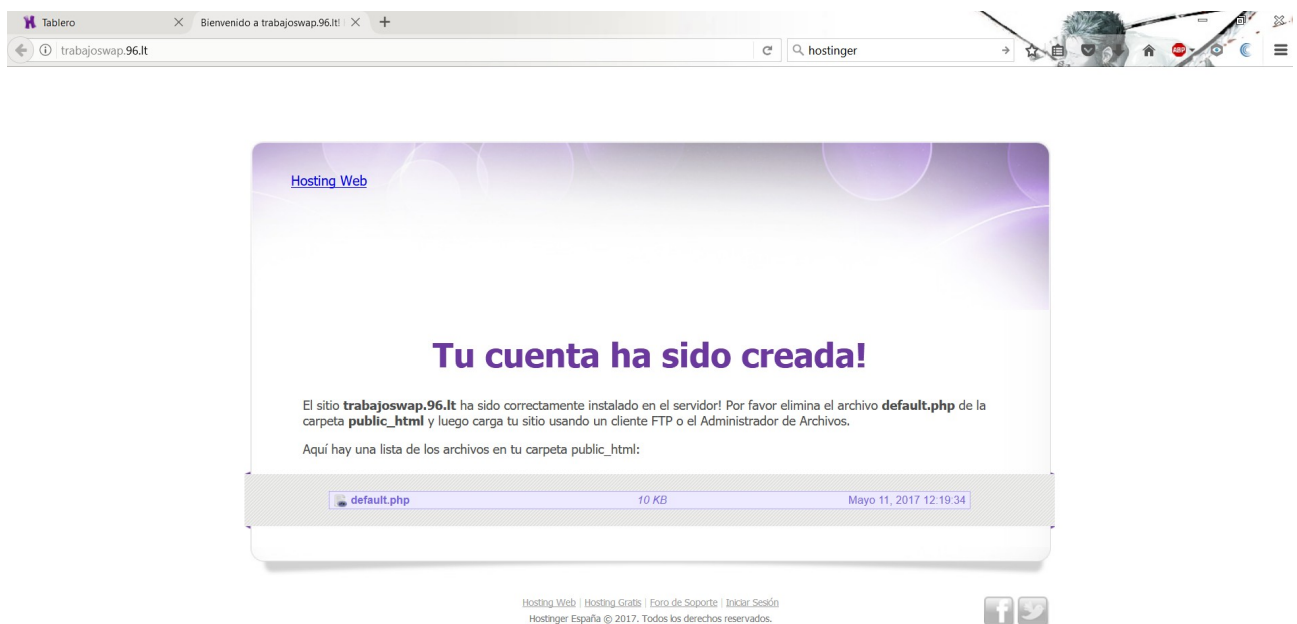 Tablero
Bienvenido a trabajoswap.96.lt!
trabajoswap.96.lt
hostinger
ABP
Hosting Web
Tu cuenta ha sido creada!
El sitio trabajoswap.96.lt ha sido correctamente instalado en el servidor! Por favor elimina el archivo default.php de la
carpeta public_html y luego carga tu sitio usando un cliente FTP o el Administrador de Archivos.
Aquí hay una lista de los archivos en tu carpeta public_html:
default.php 10 KB Mayo 11, 2017 12:19:34
Hosting Web | Hosting Gratis | Foro de Soporte | Iniciar Sesión
Hostinger España © 2017. Todos los derechos reservados.